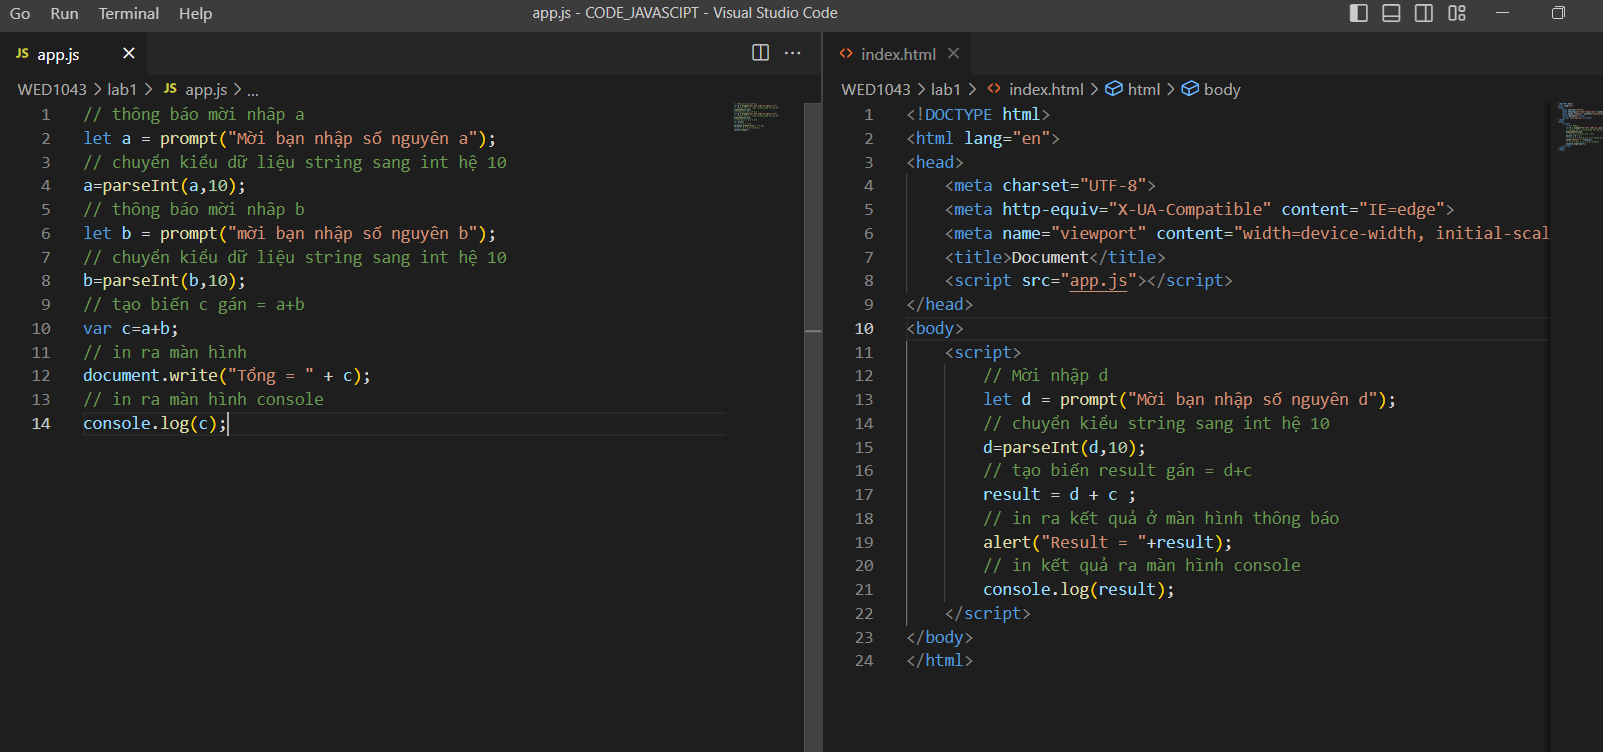 Go Run Terminal Help app.js - CODE_JAVASCIPT - Visual Studio Code
JS app.js
WED1043 > lab1 > JS app.js > ...
1 // thông báo mời nhâp a
2 let a = prompt("Mời bạn nhập số nguyên a");
3 // chuyển kiểu dữ liệu string sang int hệ 10
4 a=parseInt(a,10);
5 // thông báo mời nhâp b
6 let b = prompt("mời bạn nhập số nguyên b");
7 // chuyển kiểu dữ liệu string sang int hệ 10
8 b=parseInt(b,10);
9 // tạo biến c gán = a+b
10 var c=a+b;
11 // in ra màn hình
12 document.write("Tổng = " + c);
13 // in ra màn hình console
14 console.log(c);
<> index.html
WED1043 > lab1 > <> index.html > html > body
1 <!DOCTYPE html>
2 <html lang="en">
3 <head>
4 <meta charset="UTF-8">
5 <meta http-equiv="X-UA-Compatible" content="IE=edge">
6 <meta name="viewport" content="width=device-width, initial-scal
7 <title>Document</title>
8 <script src="app.js"></script>
9 </head>
10 <body>
11 <script>
12 // Mời nhập d
13 let d = prompt("Mời bạn nhập số nguyên d");
14 // chuyển kiểu string sang int hệ 10
15 d=parseInt(d,10);
16 // tạo biến result gán = d+c
17 result = d + c ;
18 // in ra kết quả ở màn hình thông báo
19 alert("Result = "+result);
20 // in kết quả ra màn hình console
21 console.log(result);
22 </script>
23 </body>
24 </html>